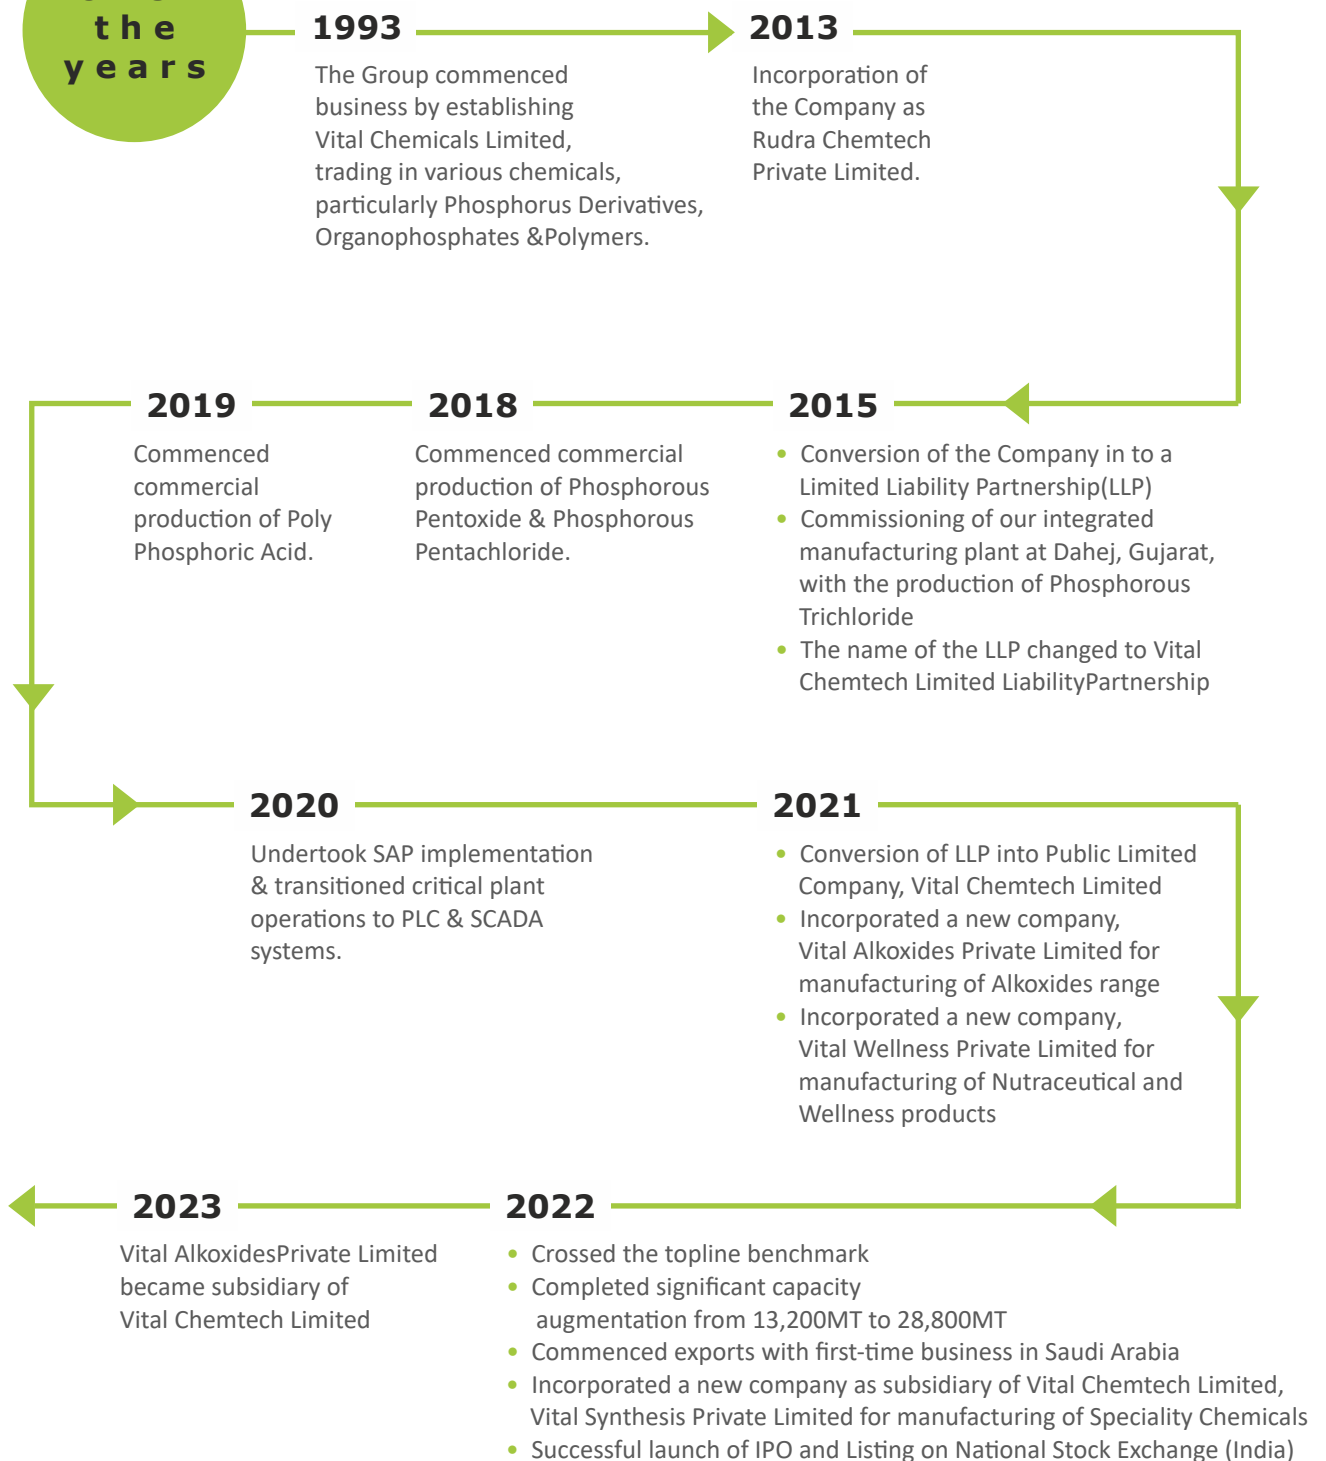 the
years
1993
The Group commenced
business by establishing
Vital Chemicals Limited,
trading in various chemicals,
particularly Phosphorus Derivatives,
Organophosphates &Polymers.
2013
Incorporation of
the Company as
Rudra Chemtech
Private Limited.
2015
• Conversion of the Company in to a
Limited Liability Partnership(LLP)
• Commissioning of our integrated
manufacturing plant at Dahej, Gujarat,
with the production of Phosphorous
Trichloride
• The name of the LLP changed to Vital
Chemtech Limited LiabilityPartnership
2018
Commenced commercial
production of Phosphorous
Pentoxide & Phosphorous
Pentachloride.
2019
Commenced
commercial
production of Poly
Phosphoric Acid.
2020
Undertook SAP implementation
& transitioned critical plant
operations to PLC & SCADA
systems.
2021
• Conversion of LLP into Public Limited
Company, Vital Chemtech Limited
• Incorporated a new company,
Vital Alkoxides Private Limited for
manufacturing of Alkoxides range
• Incorporated a new company,
Vital Wellness Private Limited for
manufacturing of Nutraceutical and
Wellness products
2022
• Crossed the topline benchmark
• Completed significant capacity
augmentation from 13,200MT to 28,800MT
• Commenced exports with first-time business in Saudi Arabia
• Incorporated a new company as subsidiary of Vital Chemtech Limited,
Vital Synthesis Private Limited for manufacturing of Speciality Chemicals
• Successful launch of IPO and Listing on National Stock Exchange (India)
2023
Vital AlkoxidesPrivate Limited
became subsidiary of
Vital Chemtech Limited